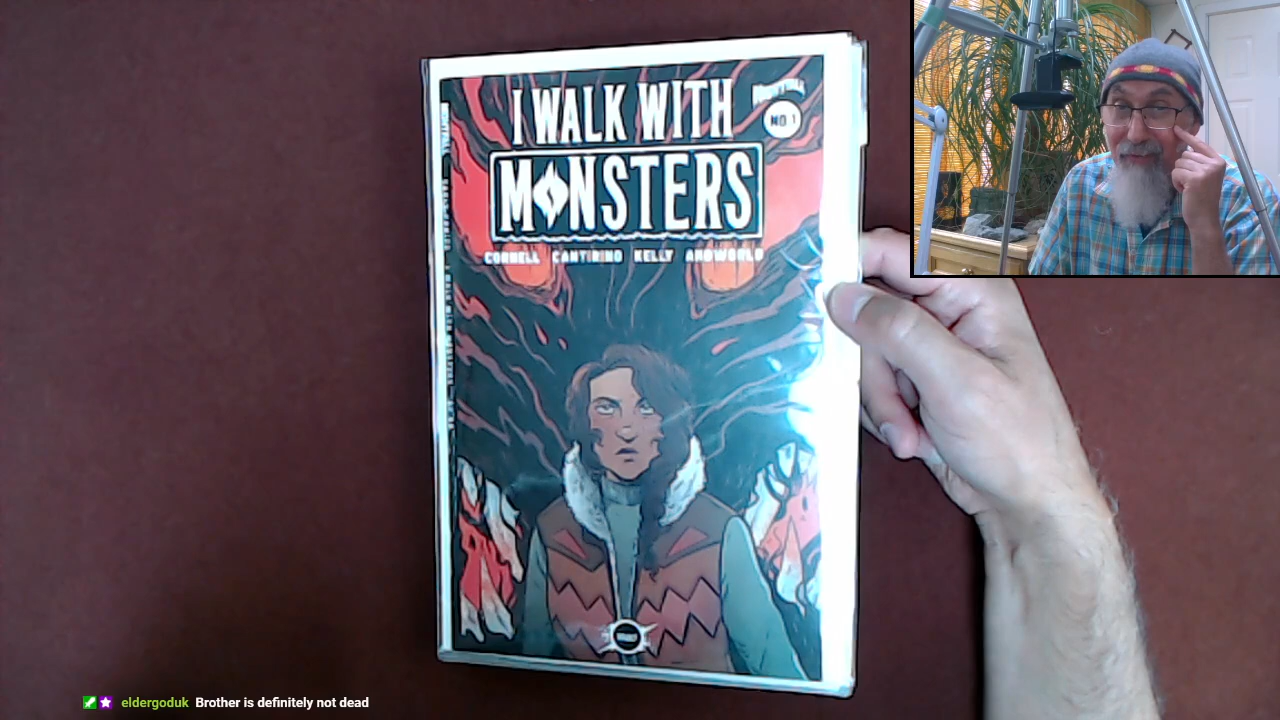 I WALK WITH
NO 1
MONSTERS
CORNELL CANTIRINO KELLY ANDWORLD
eldergoduk Brother is definitely not dead